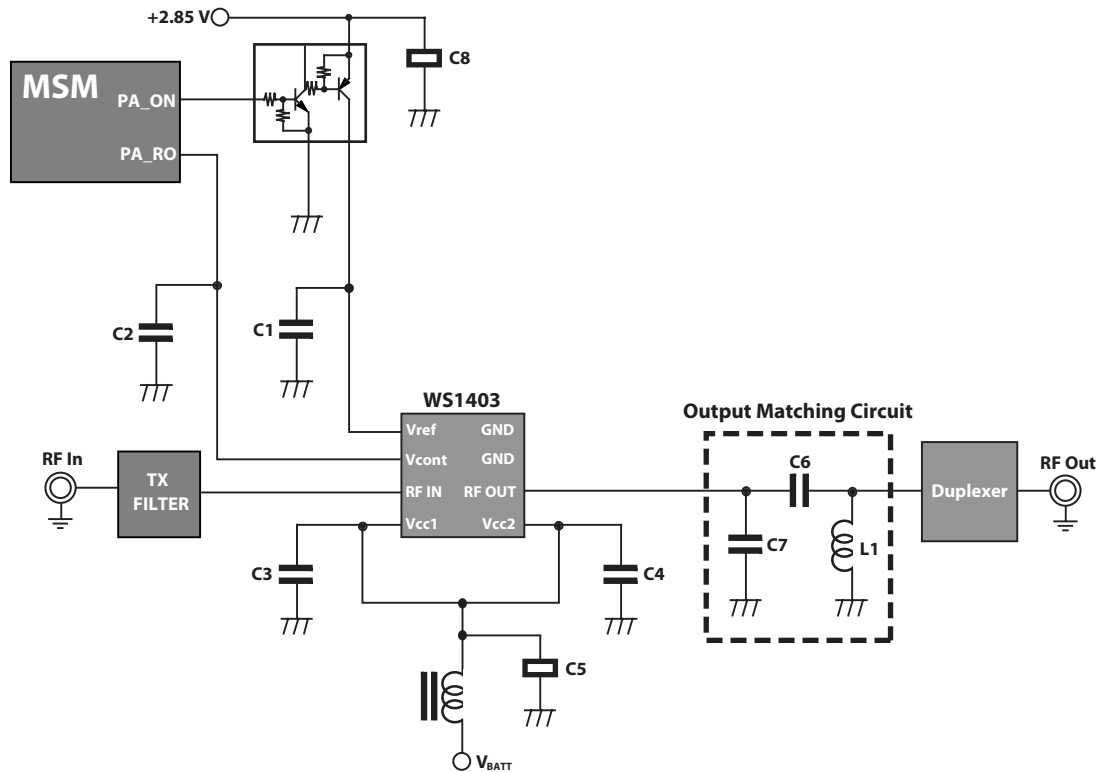 +2.85 V
C8
MSM
PA_ON
PA_RO
C2
C1
WS1403
Output Matching Circuit
Vref GND
Vcont GND
RF In
TX
FILTER
RF IN RF OUT
C6
Duplexer
RF Out
Vcc1 Vcc2
C7
L1
C3
C4
C5
VBATT